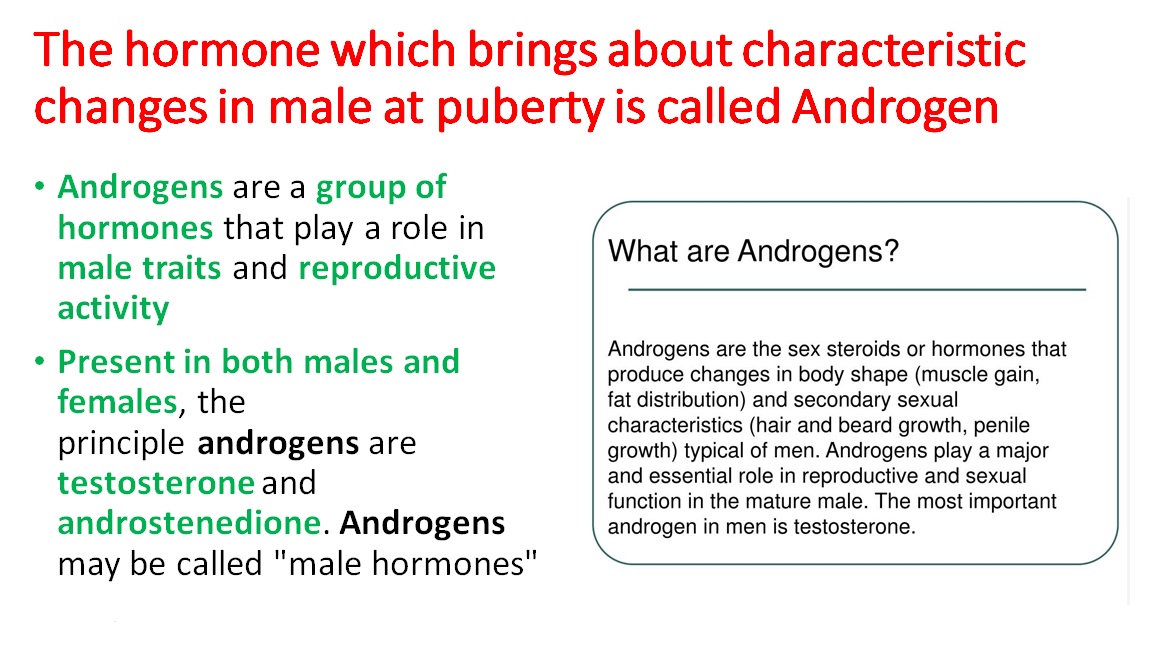 The hormone which brings about characteristic
changes in male at puberty is called Androgen
• Androgens are a group of
hormones that play a role in
male traits and reproductive
activity
• Present in both males and
females, the
principle androgens are
testosterone and
androstenedione. Androgens
may be called "male hormones"
What are Androgens?
Androgens are the sex steroids or hormones that
produce changes in body shape (muscle gain,
fat distribution) and secondary sexual
characteristics (hair and beard growth, penile
growth) typical of men. Androgens play a major
and essential role in reproductive and sexual
function in the mature male. The most important
androgen in men is testosterone.